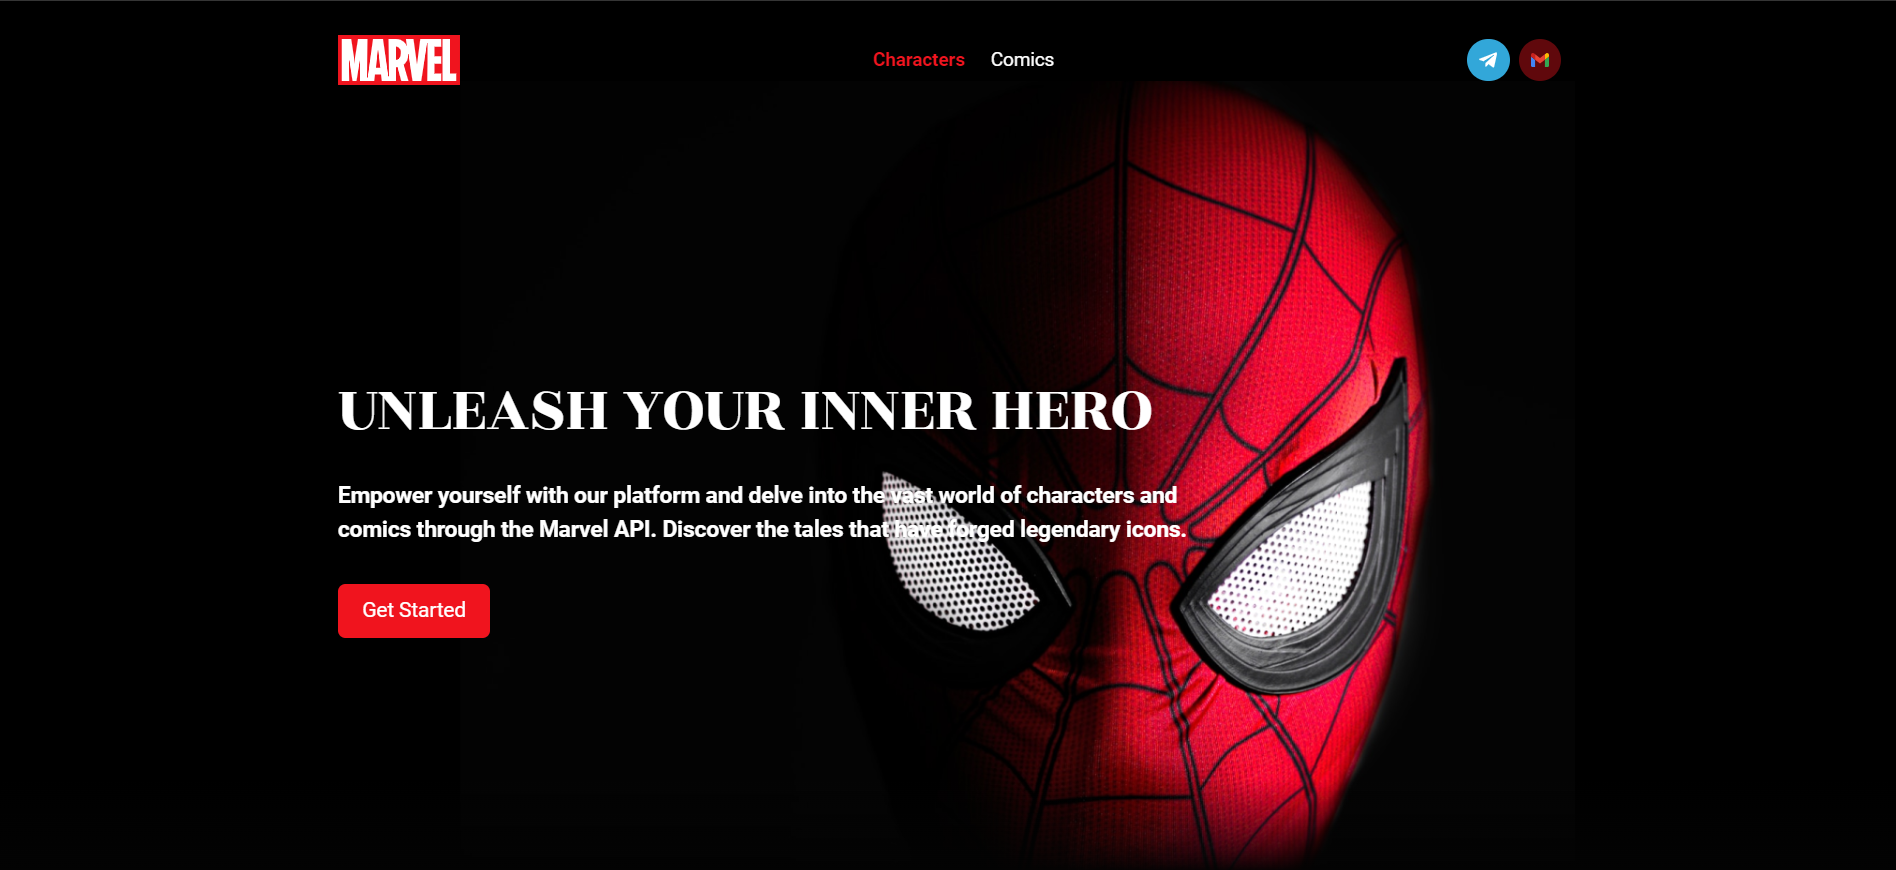 MARVEL
Characters Comics
UNLEASH YOUR INNER HERO
Empower yourself with our platform and delve into the vast world of characters and
comics through the Marvel API. Discover the tales that have forged legendary icons.
Get Started